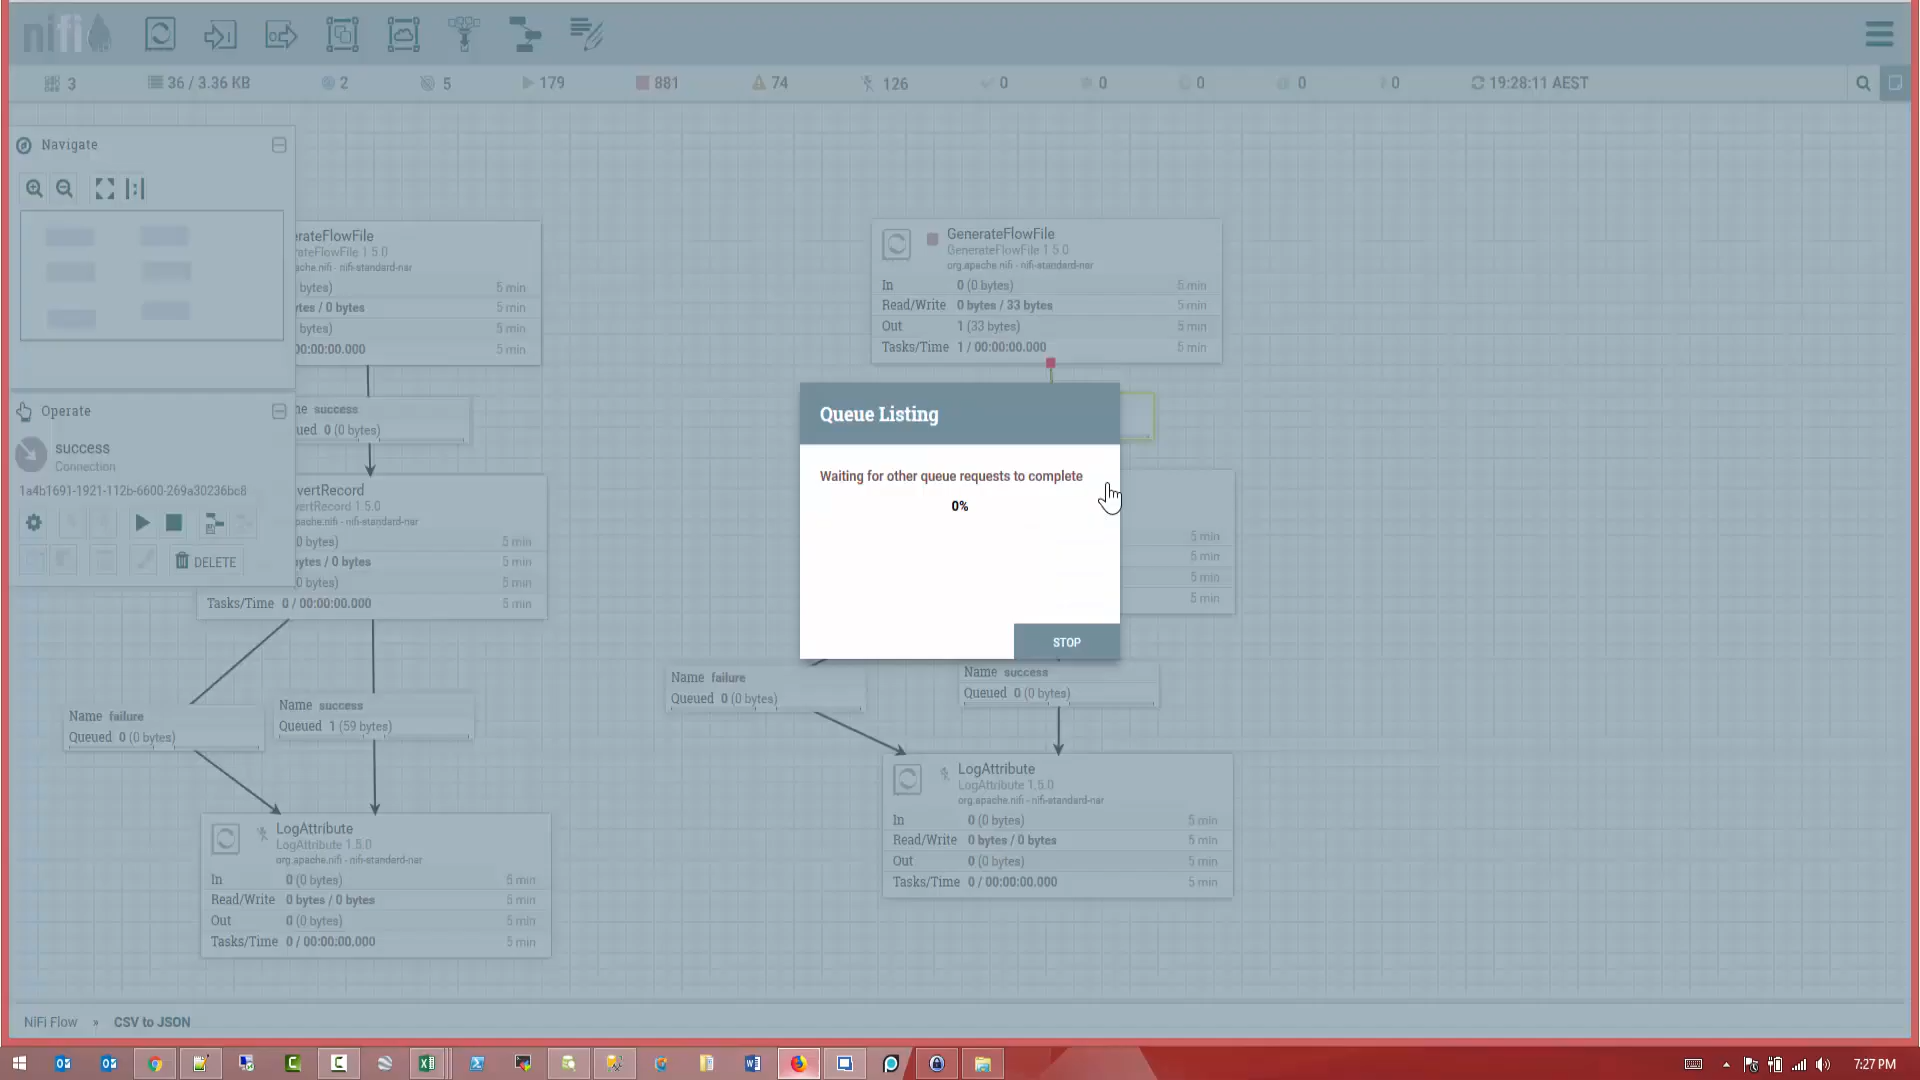 nifi
3
36 / 3.36 KB
2
5
179
881
74
126
0
0
0
0
0
19:28:11 AEST
Navigate
Operate
success
Connection
1a4b1691-1921-112b-6600-269a30236bc8
DELETE
erateFlowFile
erateFlowFile 1.5.0
pache.nifi - nifi-standard-nar
bytes) 5 min
ytes / 0 bytes 5 min
bytes) 5 min
00:00:00.000 5 min
me success
ued 0 (0 bytes)
vertRecord
vertRecord 1.5.0
pache.nifi - nifi-standard-nar
0 bytes) 5 min
ytes / 0 bytes 5 min
0 bytes) 5 min
Tasks/Time 0 / 00:00:00.000 5 min
Name failure
Queued 0 (0 bytes)
Name success
Queued 1 (59 bytes)
LogAttribute
LogAttribute 1.5.0
org.apache.nifi - nifi-standard-nar
In 0 (0 bytes) 5 min
Read/Write 0 bytes / 0 bytes 5 min
Out 0 (0 bytes) 5 min
Tasks/Time 0 / 00:00:00.000 5 min
GenerateFlowFile
GenerateFlowFile 1.5.0
org.apache.nifi - nifi-standard-nar
In 0 (0 bytes) 5 min
Read/Write 0 bytes / 33 bytes 5 min
Out 1 (33 bytes) 5 min
Tasks/Time 1 / 00:00:00.000 5 min
Queue Listing
Waiting for other queue requests to complete
0%
STOP
5 min
5 min
5 min
5 min
Name failure
Queued 0 (0 bytes)
Name success
Queued 0 (0 bytes)
LogAttribute
LogAttribute 1.5.0
org.apache.nifi - nifi-standard-nar
In 0 (0 bytes) 5 min
Read/Write 0 bytes / 0 bytes 5 min
Out 0 (0 bytes) 5 min
Tasks/Time 0 / 00:00:00.000 5 min
NiFi Flow » CSV to JSON
7:27 PM